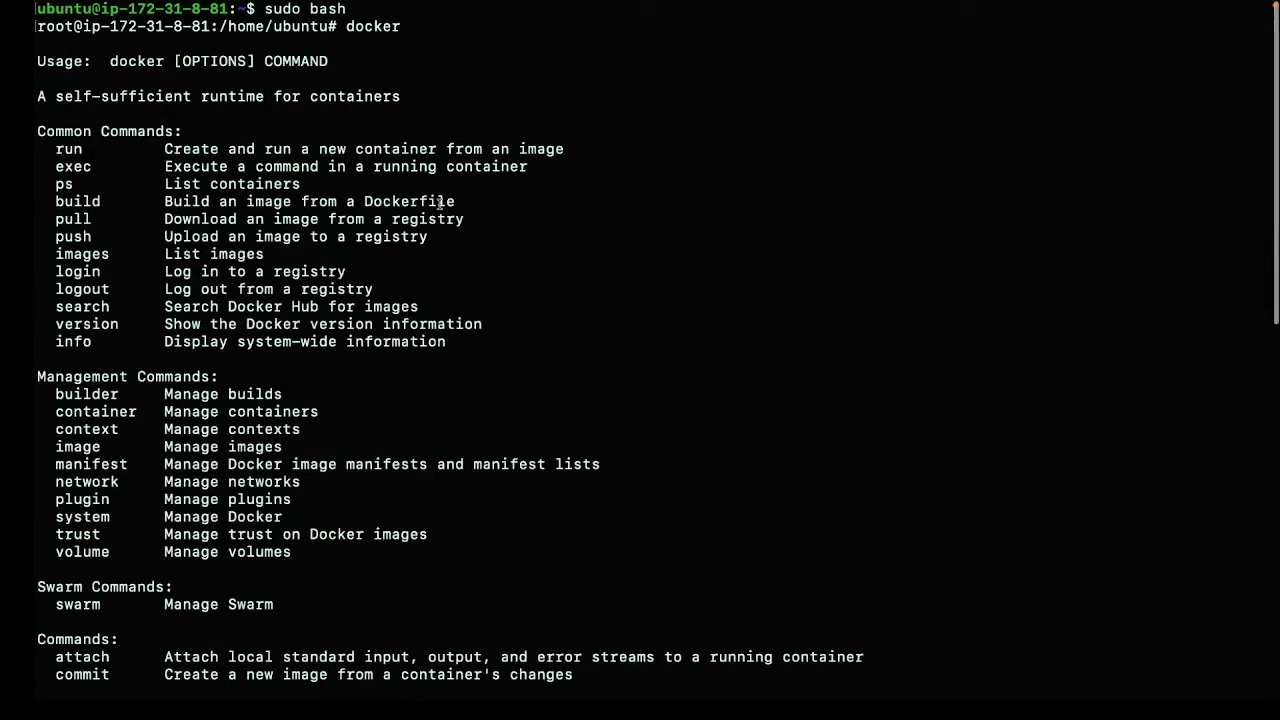 ubuntu@ip-172-31-8-81:~$ sudo bash
root@ip-172-31-8-81:/home/ubuntu# docker
Usage:  docker [OPTIONS] COMMAND
A self-sufficient runtime for containers
Common Commands:
  run         Create and run a new container from an image
  exec        Execute a command in a running container
  ps          List containers
  build       Build an image from a Dockerfile
  pull        Download an image from a registry
  push        Upload an image to a registry
  images      List images
  login       Log in to a registry
  logout      Log out from a registry
  search      Search Docker Hub for images
  version     Show the Docker version information
  info        Display system-wide information
Management Commands:
  builder     Manage builds
  container   Manage containers
  context     Manage contexts
  image       Manage images
  manifest    Manage Docker image manifests and manifest lists
  network     Manage networks
  plugin      Manage plugins
  system      Manage Docker
  trust       Manage trust on Docker images
  volume      Manage volumes
Swarm Commands:
  swarm       Manage Swarm
Commands:
  attach      Attach local standard input, output, and error streams to a running container
  commit      Create a new image from a container's changes